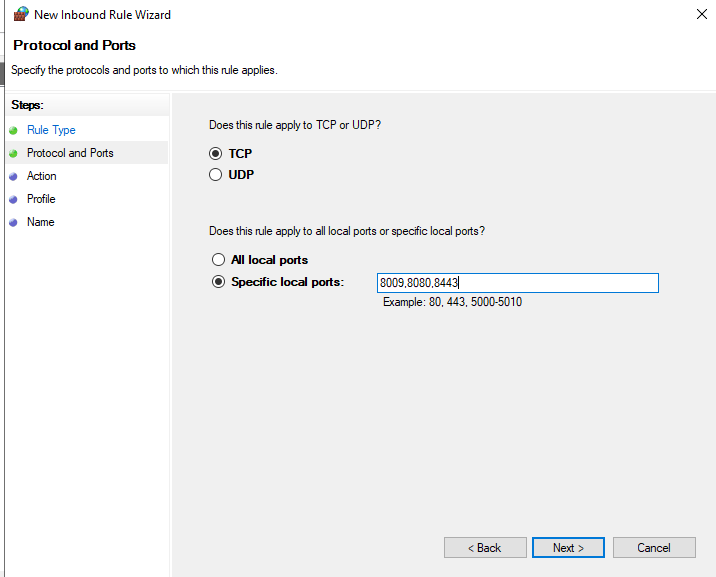 New Inbound Rule Wizard
Protocol and Ports
Specify the protocols and ports to which this rule applies.
Steps:
Rule Type
Protocol and Ports
Action
Profile
Name
Does this rule apply to TCP or UDP?
TCP
UDP
Does this rule apply to all local ports or specific local ports?
All local ports
Specific local ports:
8009,8080,8443
Example: 80, 443, 5000-5010
< Back
Next >
Cancel